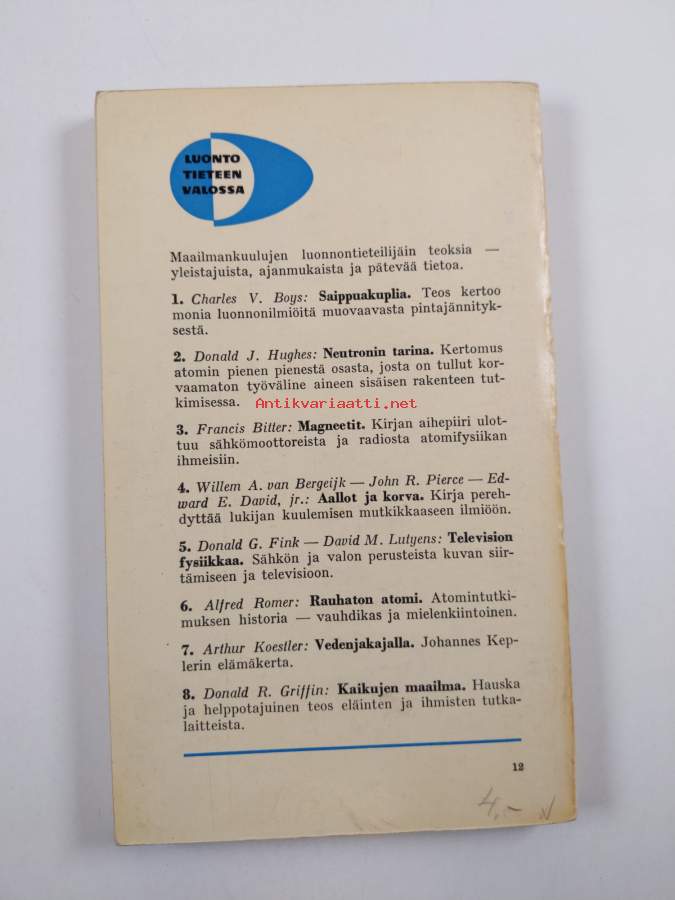 LUONTO
TIETEEN
VALOSSA
Maailmankuulujen luonnontieteilijäin teoksia —
yleistajuista, ajanmukaista ja pätevää tietoa.
1. Charles V. Boys: Saippuakuplia. Teos kertoo
monia luonnonilmiöitä muovaavasta pintajännityk-
sestä.
2. Donald J. Hughes: Neutronin tarina. Kertomus
atomin pienen pienestä osasta, josta on tullut kor-
vaamaton työväline aineen sisäisen rakenteen tut-
kimisessa.
Antikvariaatti.net
3. Francis Bitter: Magneetit. Kirjan aihepiiri ulot-
tuu sähkömoottoreista ja radiosta atomifysiikan
ihmeisiin.
4. Willem A. van Bergeijk — John R. Pierce — Ed-
ward E. David, jr.: Aallot ja korva. Kirja pereh-
dyttää lukijan kuulemisen mutkikkaaseen ilmiöön.
5. Donald G. Fink — David M. Lutyens: Television
fysiikkaa. Sähkön ja valon perusteista kuvan siir-
tämiseen ja televisioon.
6. Alfred Romer: Rauhaton atomi. Atomintutki-
muksen historia — vauhdikas ja mielenkiintoinen.
7. Arthur Koestler: Vedenjakajalla. Johannes Kep-
lerin elämäkerta.
8. Donald R. Griffin: Kaikujen maailma. Hauska
ja helppotajuinen teos eläinten ja ihmisten tutka-
laitteista.
12
4,-